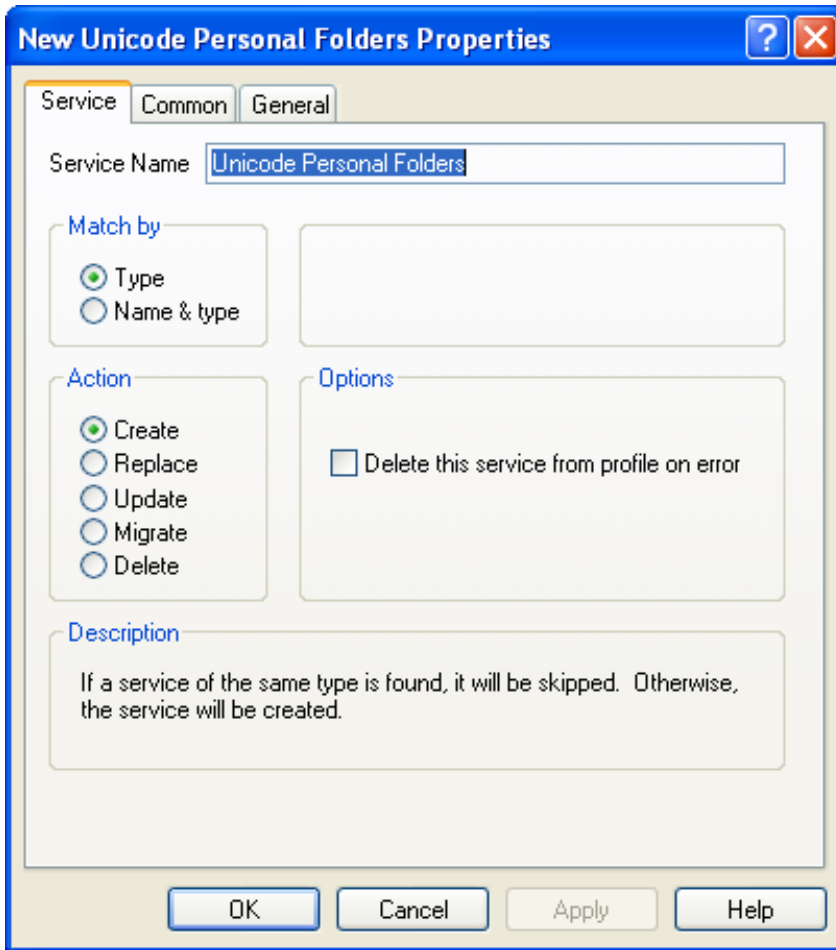 New Unicode Personal Folders Properties
?
Service Common General
Service Name Unicode Personal Folders
Match by
Type
Name & type
Action
Create
Replace
Update
Migrate
Delete
Options
Delete this service from profile on error
Description
If a service of the same type is found, it will be skipped.  Otherwise,
the service will be created.
OK Cancel Apply Help